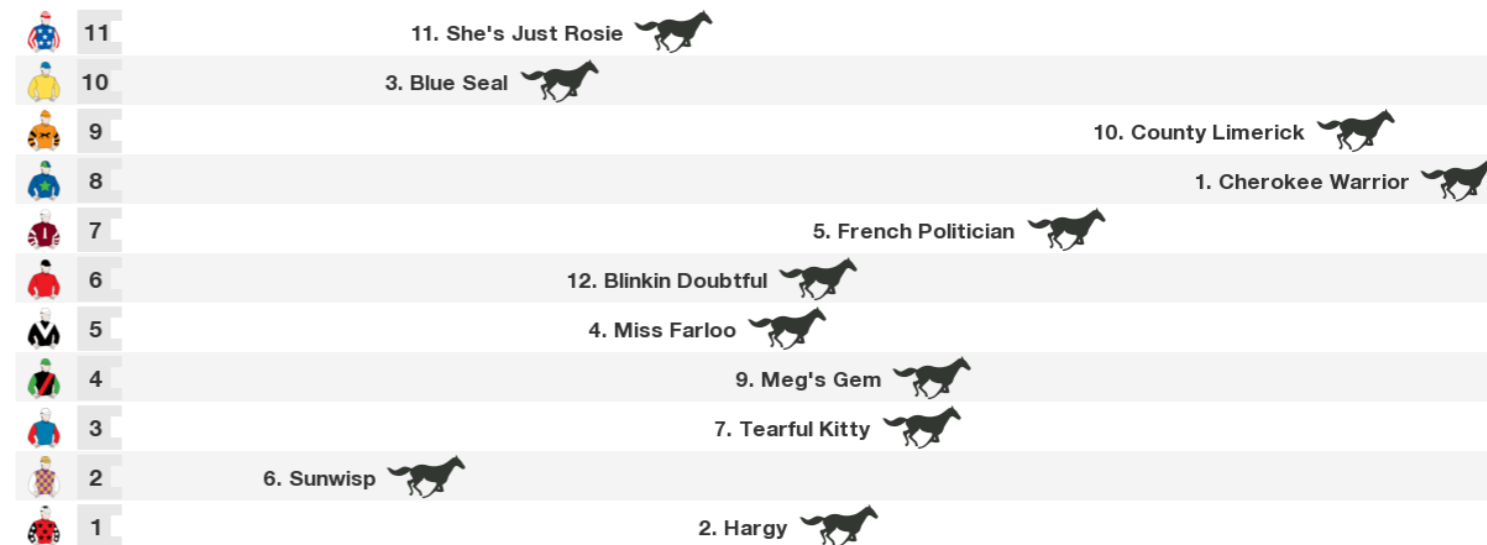 11 11. She's Just Rosie
10 3. Blue Seal
9 10. County Limerick
8 1. Cherokee Warrior
7 5. French Politician
6 12. Blinkin Doubtful
5 4. Miss Farloo
4 9. Meg's Gem
3 7. Tearful Kitty
2 6. Sunwisp
1 2. Hargy